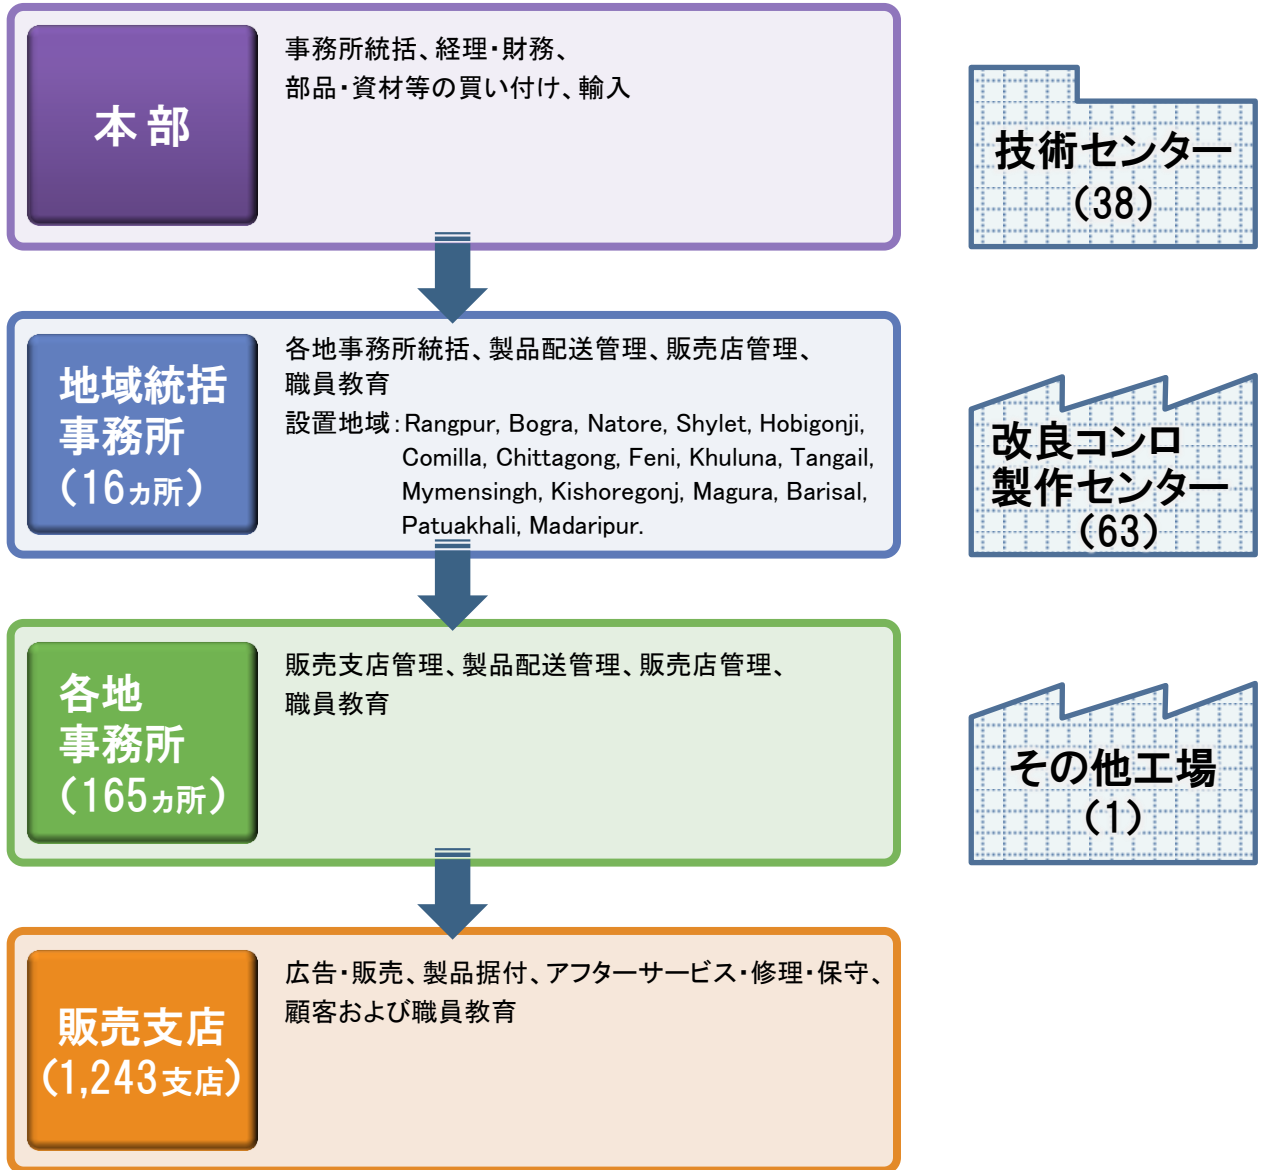 本部
事務所統括、経理・財務、
部品・資材等の買い付け、輸入
技術センター
(38)
地域統括
事務所
(16ヵ所)
各地事務所統括、製品配送管理、販売店管理、
職員教育
設置地域：Rangpur, Bogra, Natore, Shylet, Hobigonji,
Comilla, Chittagong, Feni, Khuluna, Tangail,
Mymensingh, Kishoregonj, Magura, Barisal,
Patuakhali, Madaripur.
改良コンロ
製作センター
(63)
各地
事務所
(165ヵ所)
販売支店管理、製品配送管理、販売店管理、
職員教育
その他工場
(1)
販売支店
(1,243支店)
広告・販売、製品据付、アフターサービス・修理・保守、
顧客および職員教育